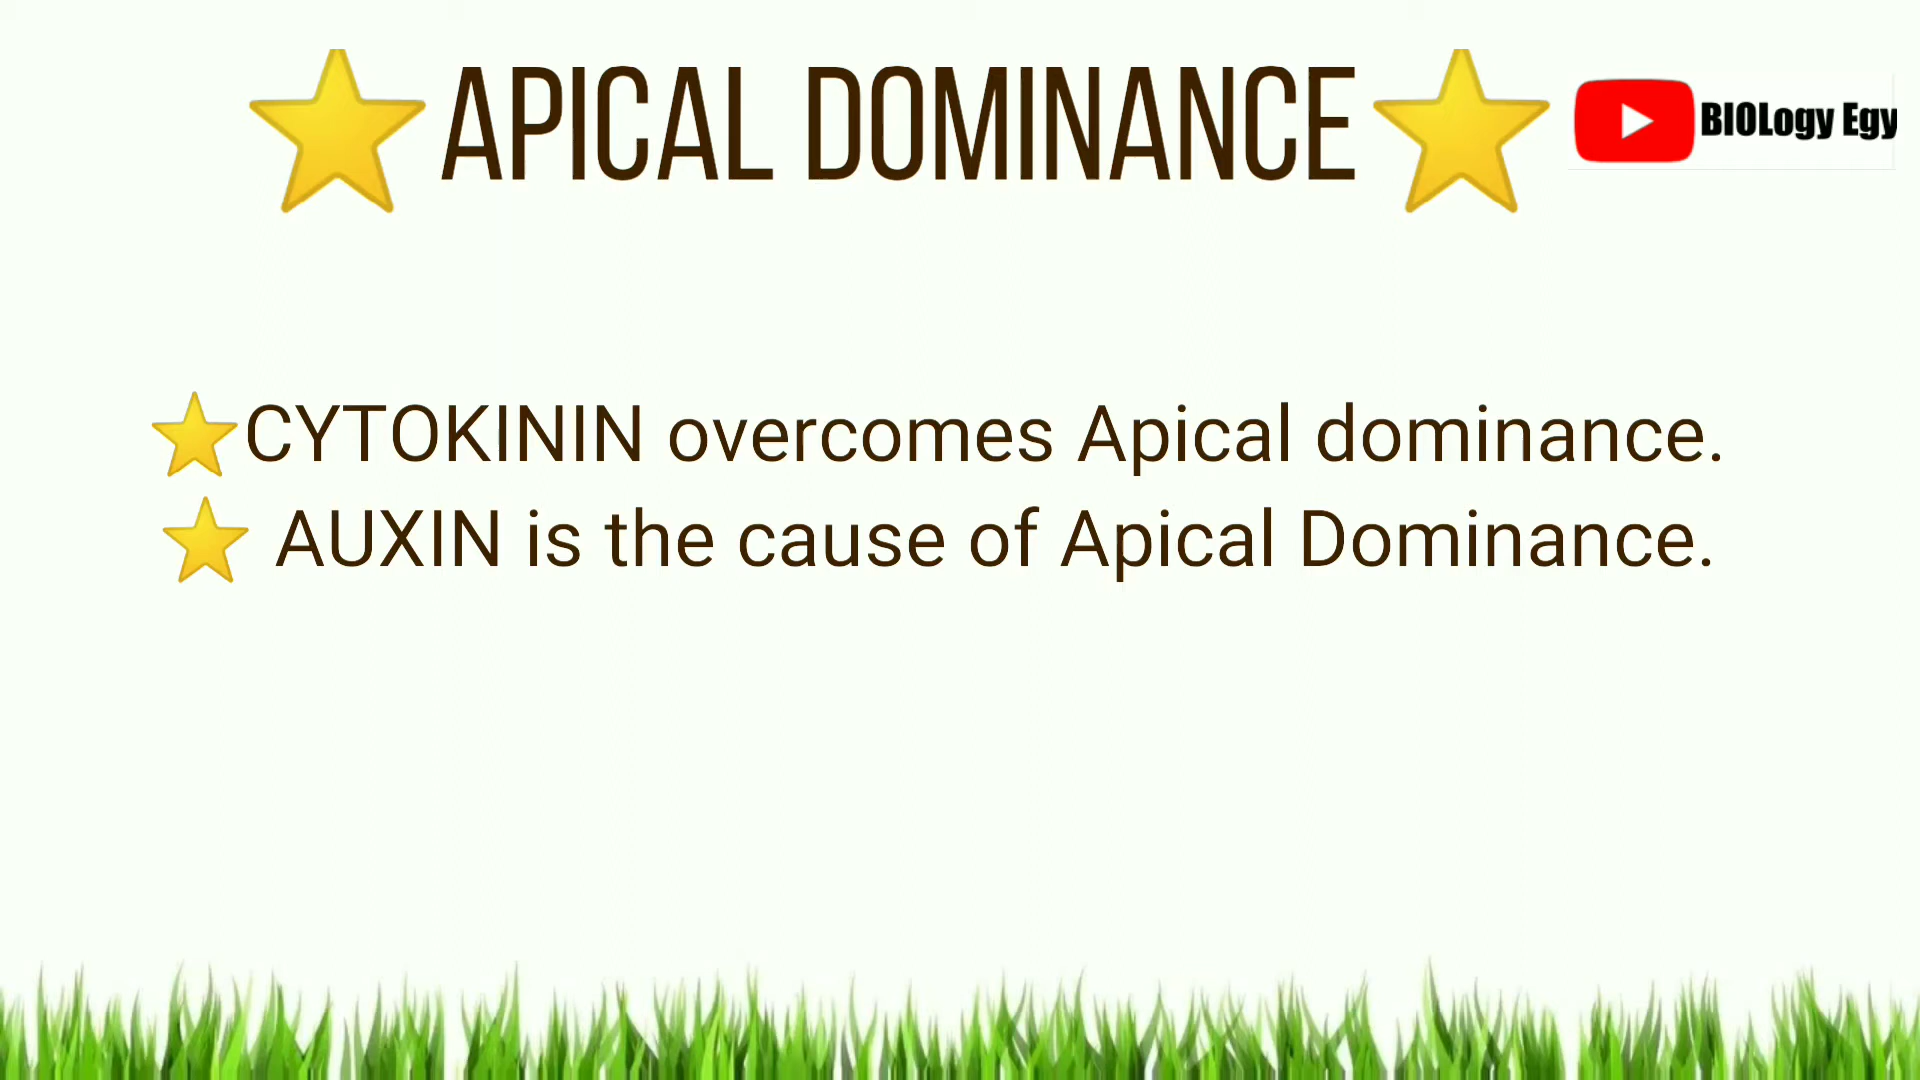 ⭐APICAL DOMINANCE⭐
BIOLogy Egy
⭐CYTOKININ overcomes Apical dominance.
⭐ AUXIN is the cause of Apical Dominance.